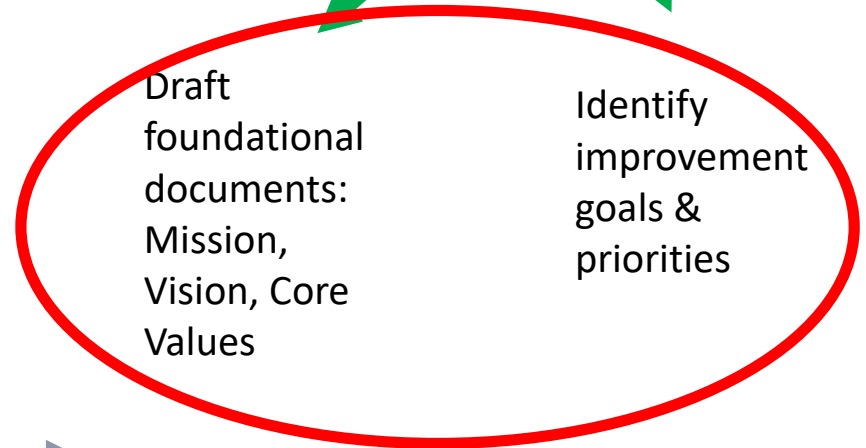 Draft
foundational
documents:
Mission,
Vision, Core
Values
Identify
improvement
goals &
priorities